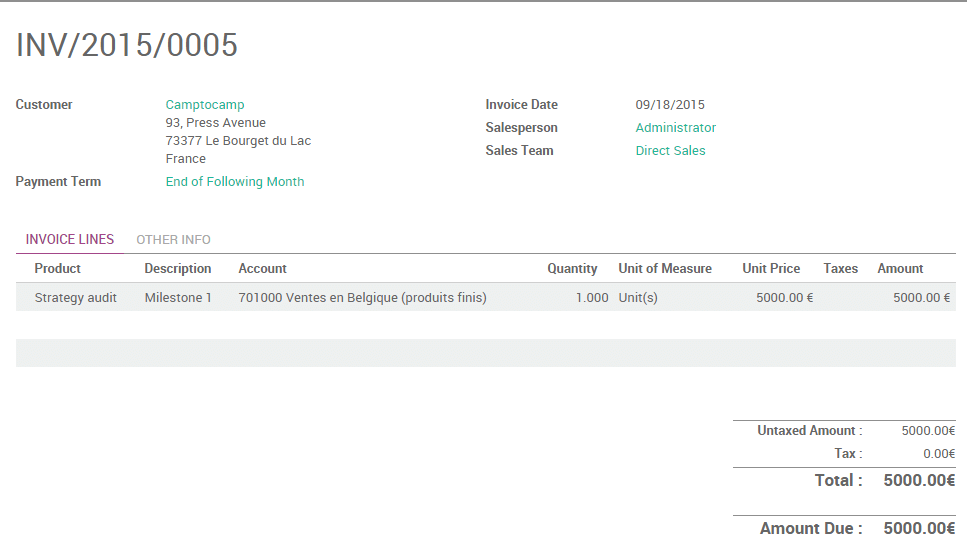 INV/2015/0005
Customer Camptocamp Invoice Date 09/18/2015
93, Press Avenue Salesperson Administrator
73377 Le Bourget du Lac Sales Team Direct Sales
France
Payment Term End of Following Month
INVOICE LINES OTHER INFO
Product Description Account Quantity Unit of Measure Unit Price Taxes Amount
Strategy audit Milestone 1 701000 Ventes en Belgique (produits finis) 1.000 Unit(s) 5000.00 € 5000.00 €
Untaxed Amount : 5000.00€
Tax : 0.00€
Total : 5000.00€
Amount Due : 5000.00€